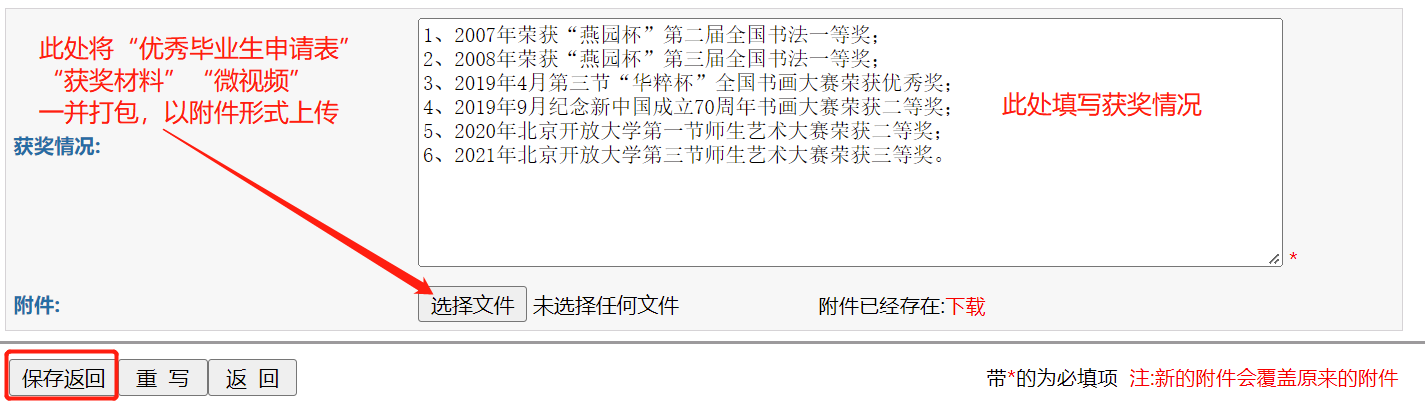 此处将“优秀毕业生申请表”
“获奖材料” “微视频”
一并打包，以附件形式上传
获奖情况:
1、2007年荣获“燕园杯”第二届全国书法一等奖；
2、2008年荣获“燕园杯”第三届全国书法一等奖；
3、2019年4月第三节“华粹杯”全国书画大赛荣获优秀奖；
4、2019年9月纪念新中国成立70周年书画大赛荣获二等奖；
5、2020年北京开放大学第一节师生艺术大赛荣获二等奖；
6、2021年北京开放大学第三节师生艺术大赛荣获三等奖。
此处填写获奖情况
*
附件:
选择文件 未选择任何文件
附件已经存在:下载
保存返回 重 写 返 回
带*的为必填项 注:新的附件会覆盖原来的附件